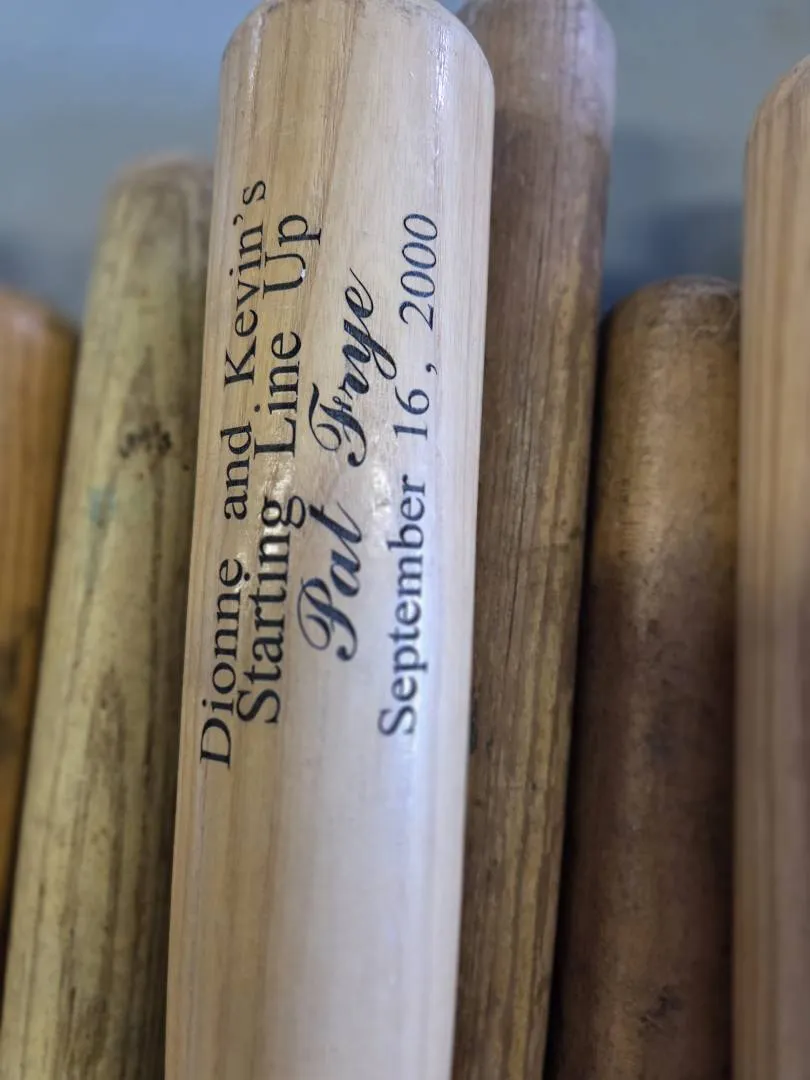 Dionne and Kevin's
Starting Line Up
Pat Frye
September 16, 2000